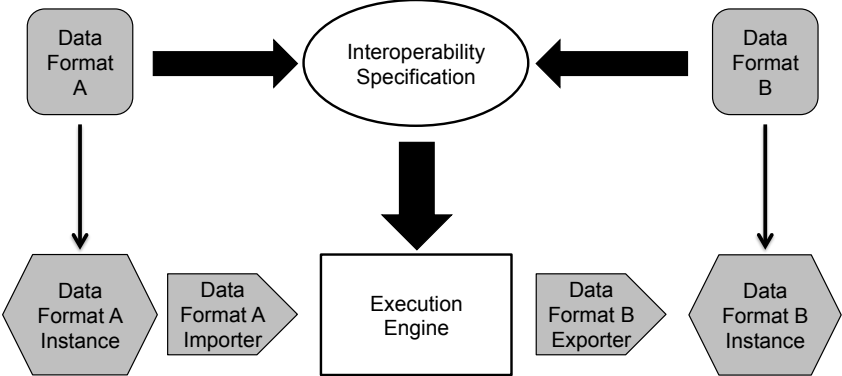 Data
Format
A
Interoperability
Specification
Data
Format
B
Data
Format A
Instance
Data
Format A
Importer
Execution
Engine
Data
Format B
Exporter
Data
Format B
Instance